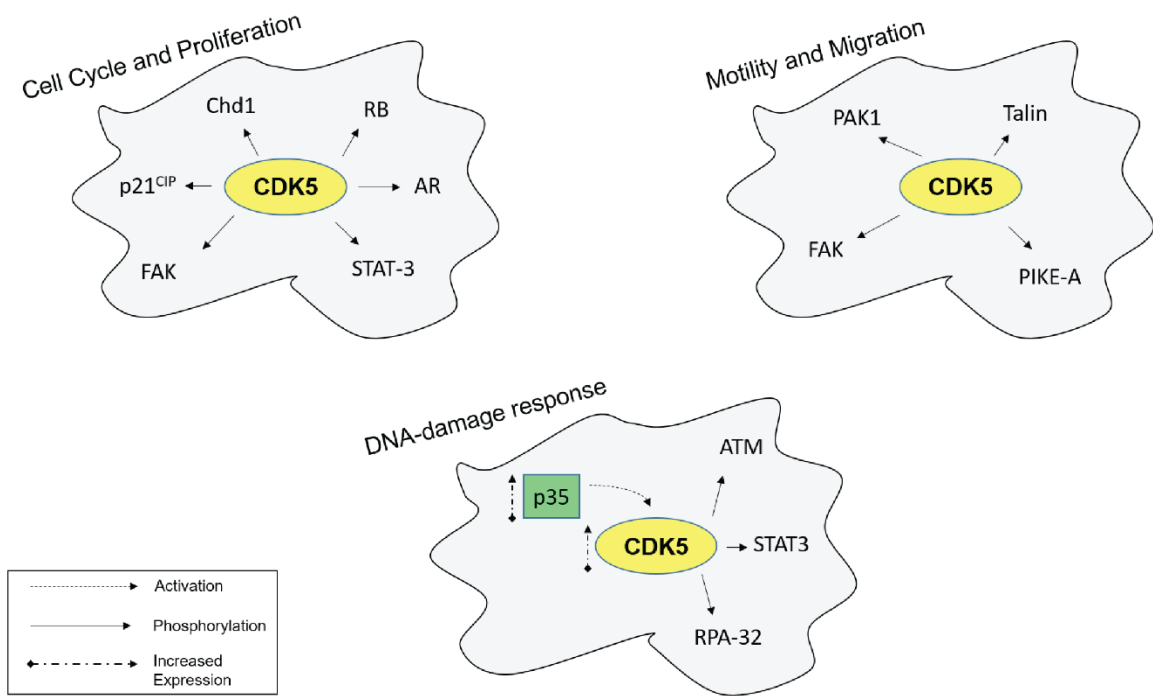 Cell Cycle and Proliferation
Chd1
RB
p21CIP
CDK5
AR
FAK
STAT-3
Motility and Migration
PAK1
Talin
CDK5
FAK
PIKE-A
DNA-damage response
ATM
p35
CDK5
STAT3
RPA-32
Activation
Phosphorylation
Increased
Expression